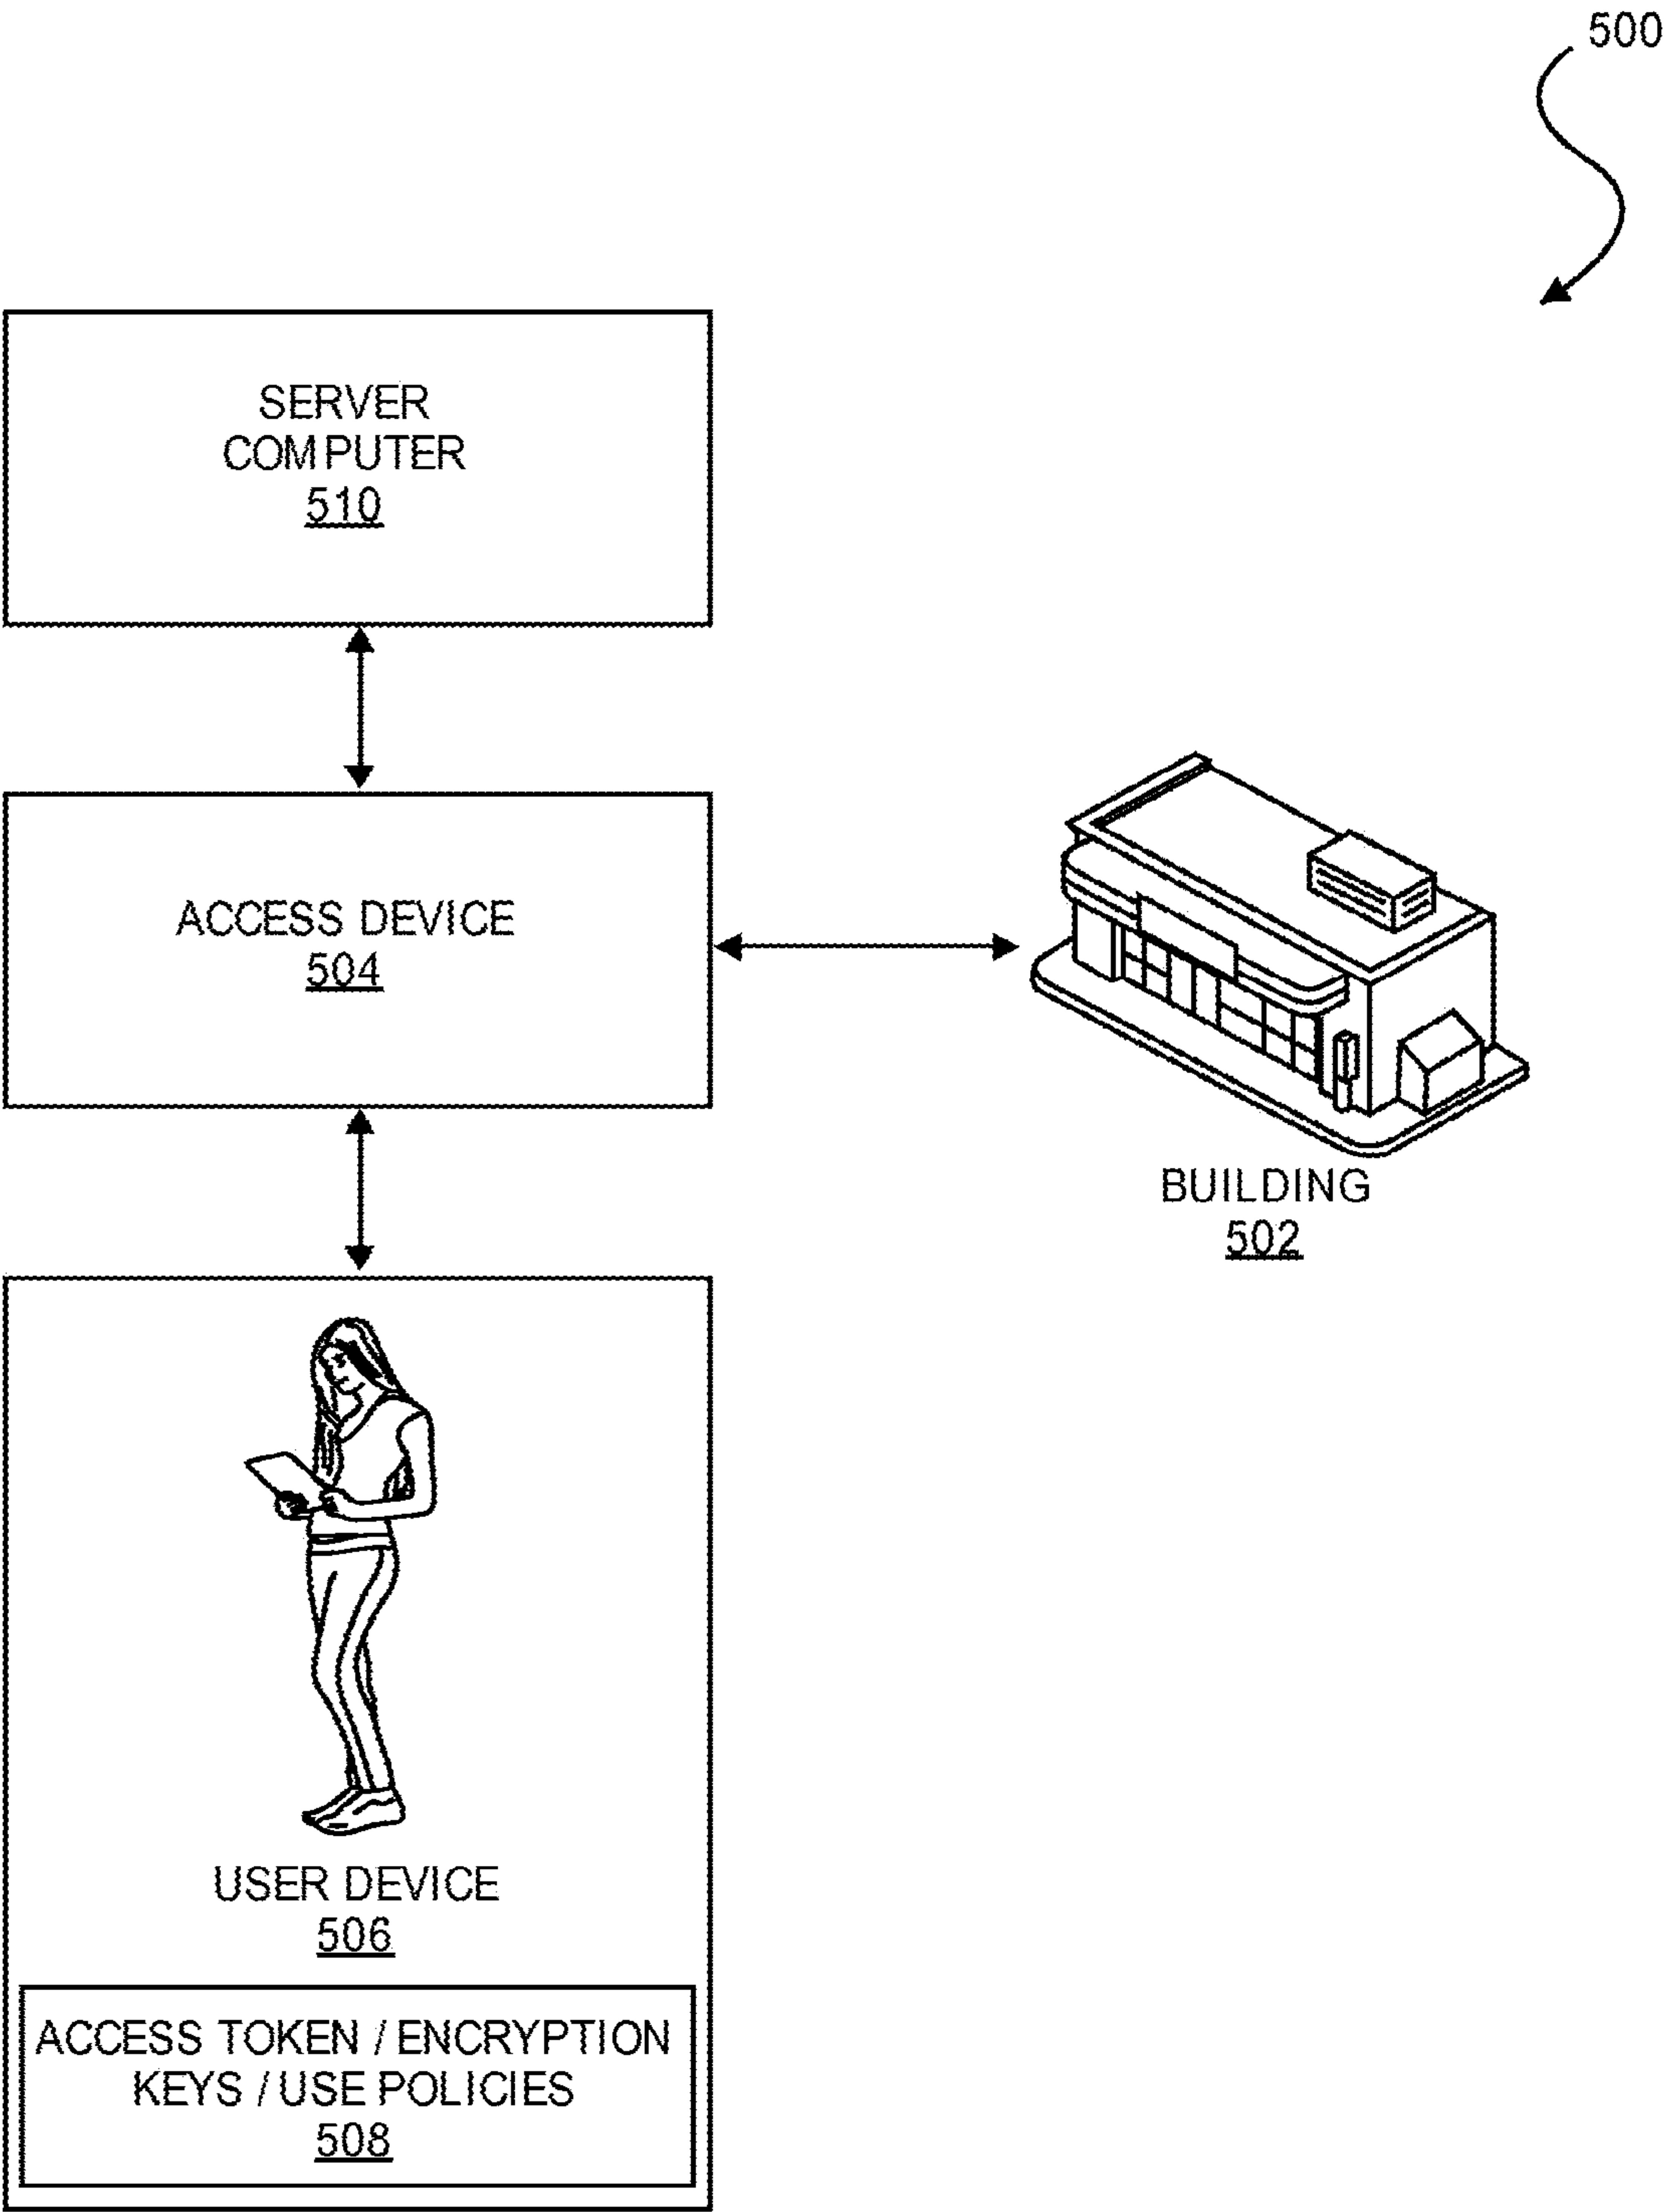 500
SERVER
COMPUTER
510
ACCESS DEVICE
504
BUILDING
502
USER DEVICE
506
ACCESS TOKEN / ENCRYPTION
KEYS / USE POLICIES
508